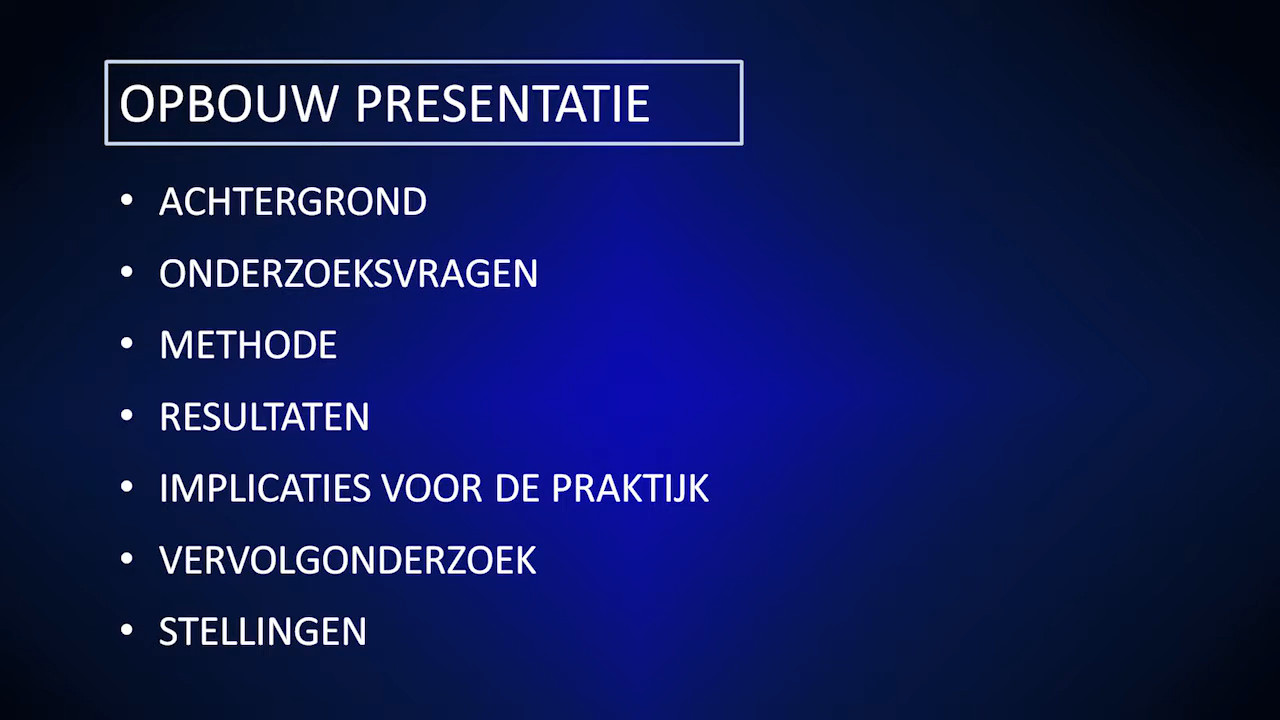 OPBOUW PRESENTATIE
• ACHTERGROND
• ONDERZOEKSVRAGEN
• METHODE
• RESULTATEN
• IMPLICATIES VOOR DE PRAKTIJK
• VERVOLGONDERZOEK
• STELLINGEN